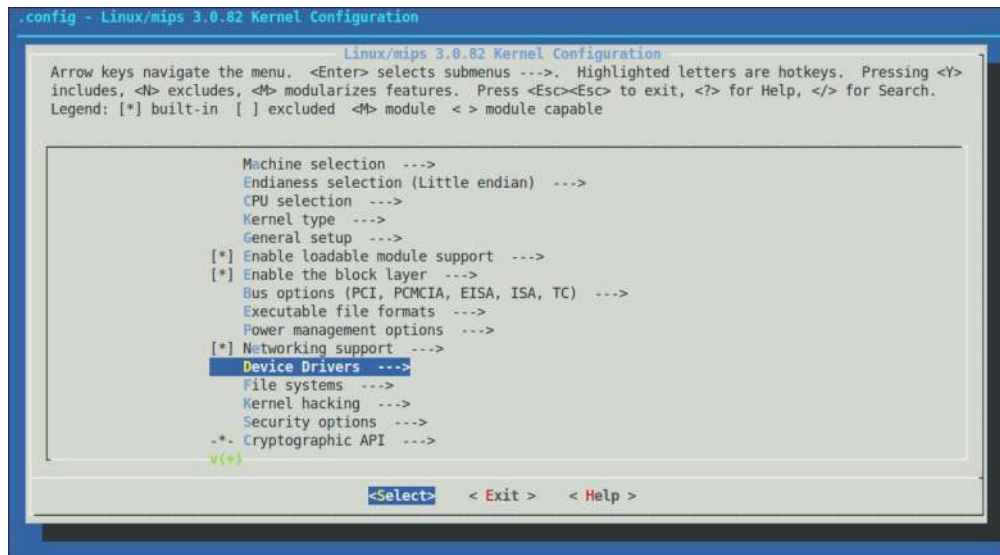 .config - Linux/mips 3.0.82 Kernel Configuration
Linux/mips 3.0.82 Kernel Configuration
Arrow keys navigate the menu. <Enter> selects submenus --->. Highlighted letters are hotkeys. Pressing <Y>
includes, <N> excludes, <M> modularizes features. Press <Esc><Esc> to exit, <?> for Help, </> for Search.
Legend: [*] built-in [ ] excluded <M> module < > module capable
Machine selection --->
Endianess selection (Little endian) --->
CPU selection --->
Kernel type --->
General setup --->
[*] Enable loadable module support --->
[*] Enable the block layer --->
Bus options (PCI, PCMCIA, EISA, ISA, TC) --->
Executable file formats --->
Power management options --->
[*] Networking support --->
Device Drivers --->
File systems --->
Kernel hacking --->
Security options --->
-*- Cryptographic API --->
v(+)
<Select> < Exit > < Help >